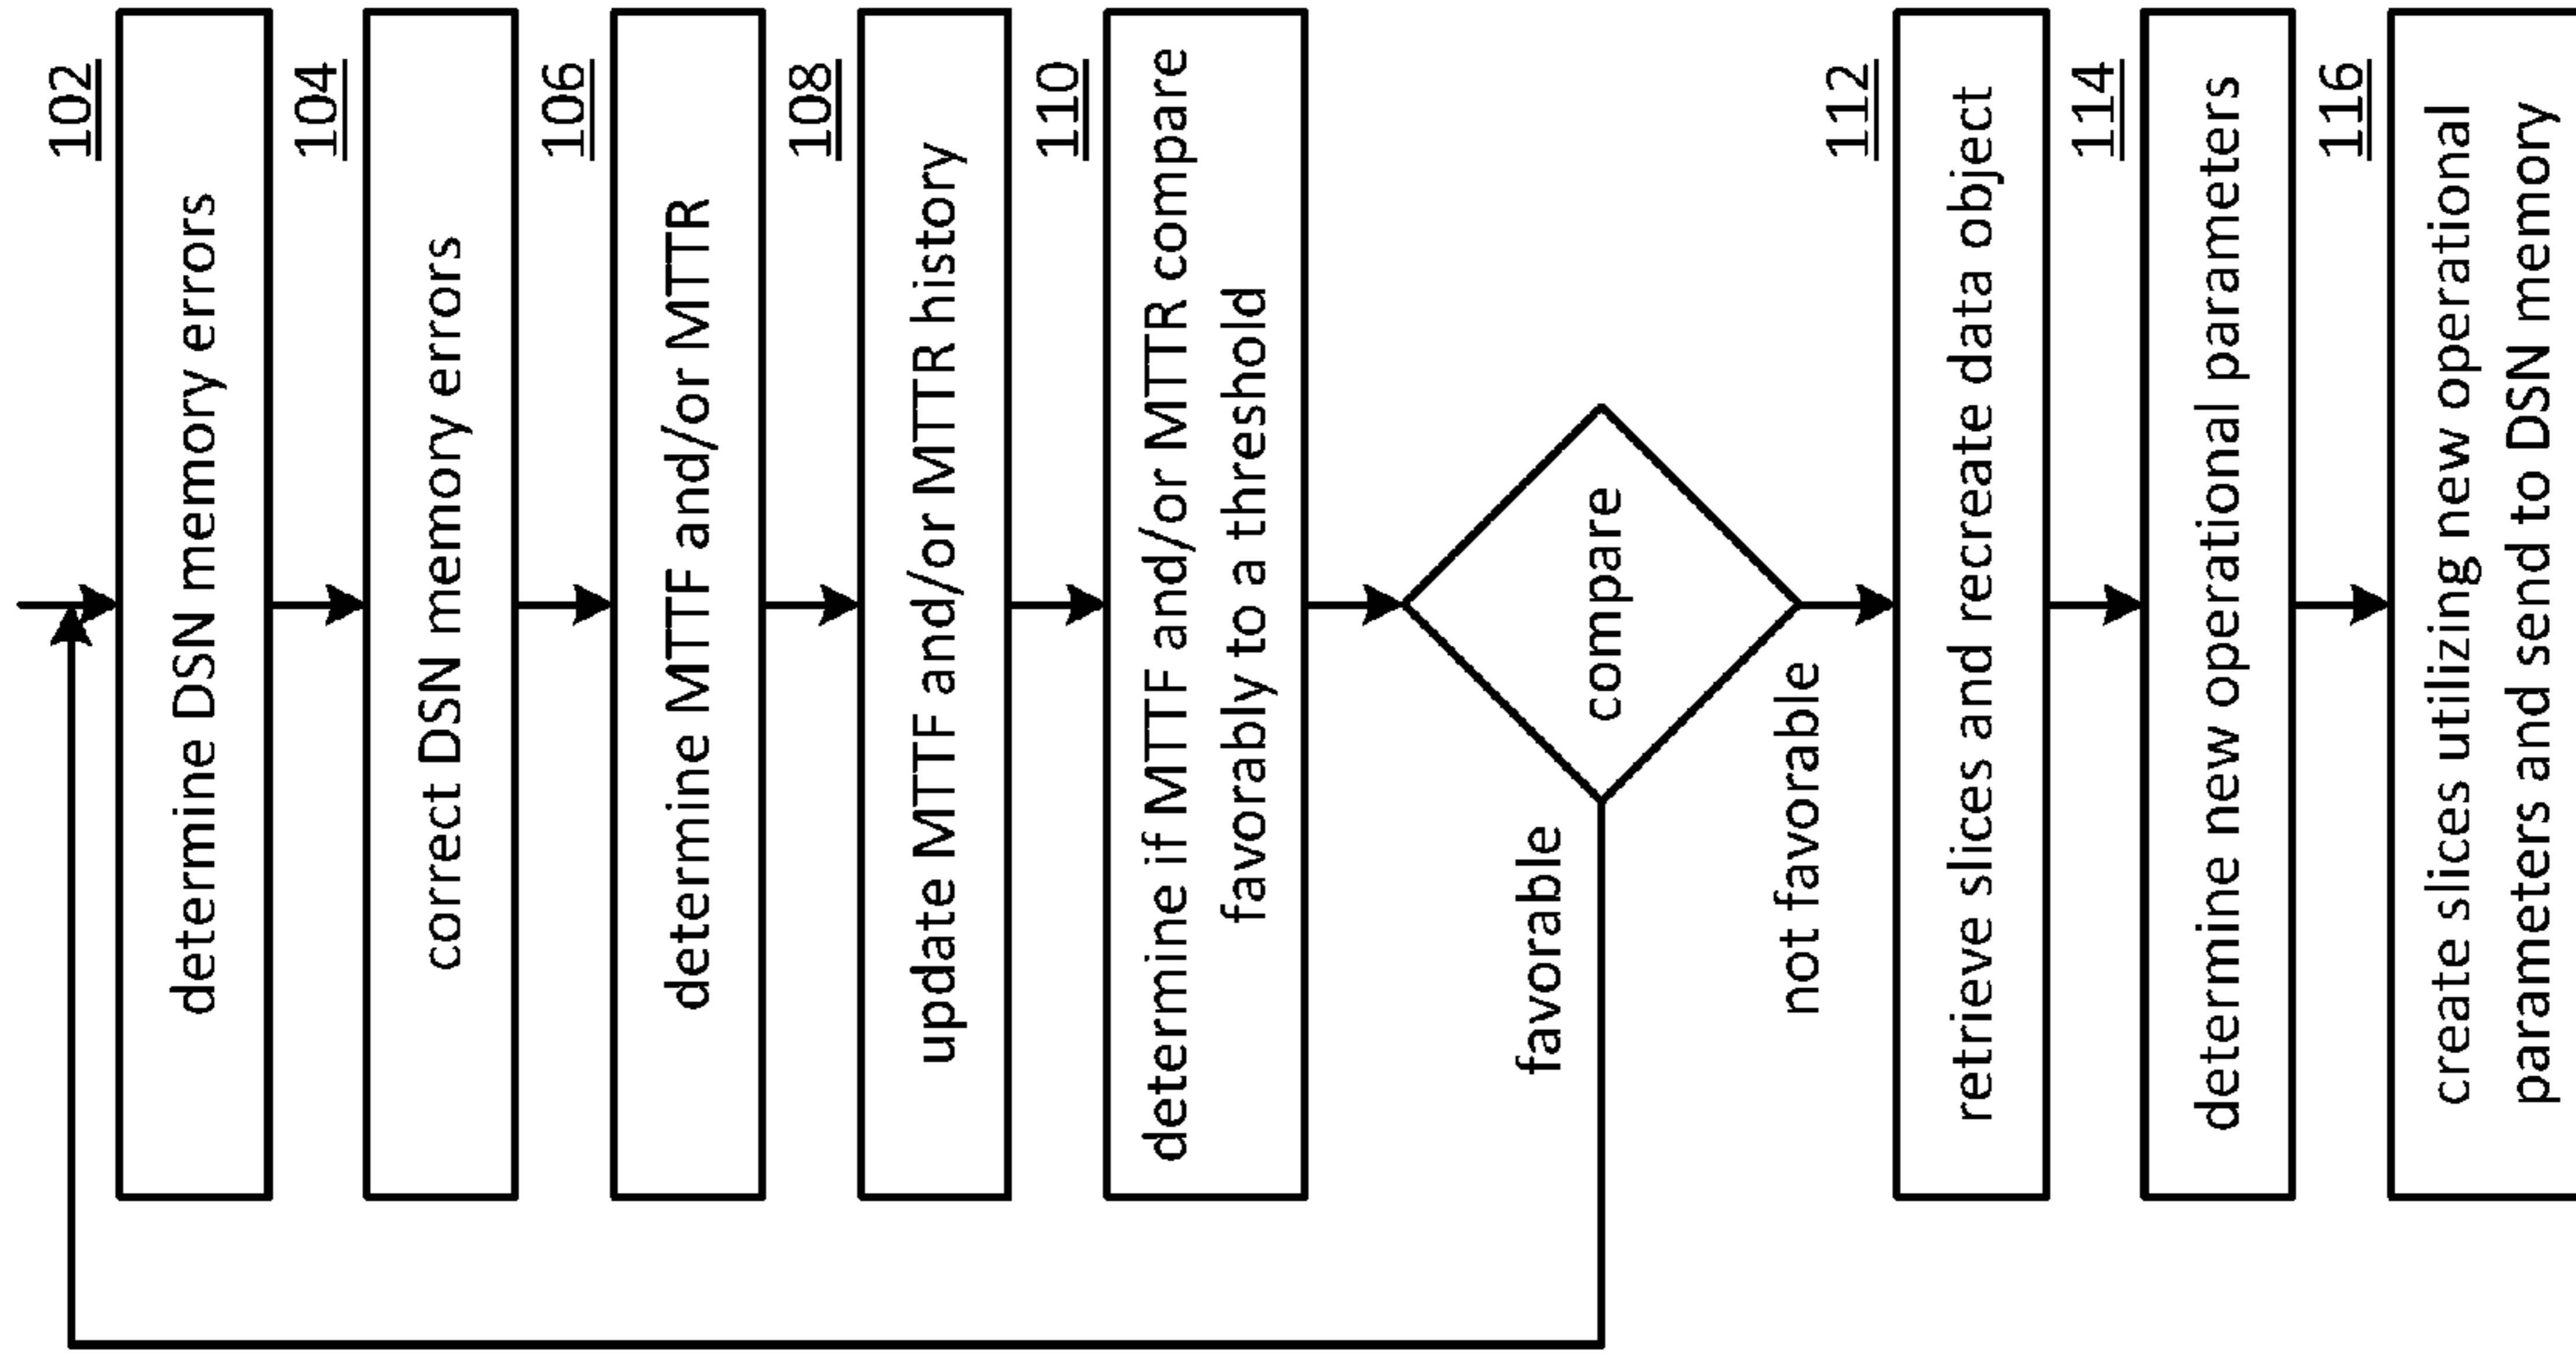 102
determine DSN memory errors
104
correct DSN memory errors
106
determine MTTF and/or MTTR
108
update MTTF and/or MTTR history
110
determine if MTTF and/or MTTR compare
favorably to a threshold
compare
favorable
not favorable
112
retrieve slices and recreate data object
114
determine new operational parameters
116
create slices utilizing new operational
parameters and send to DSN memory